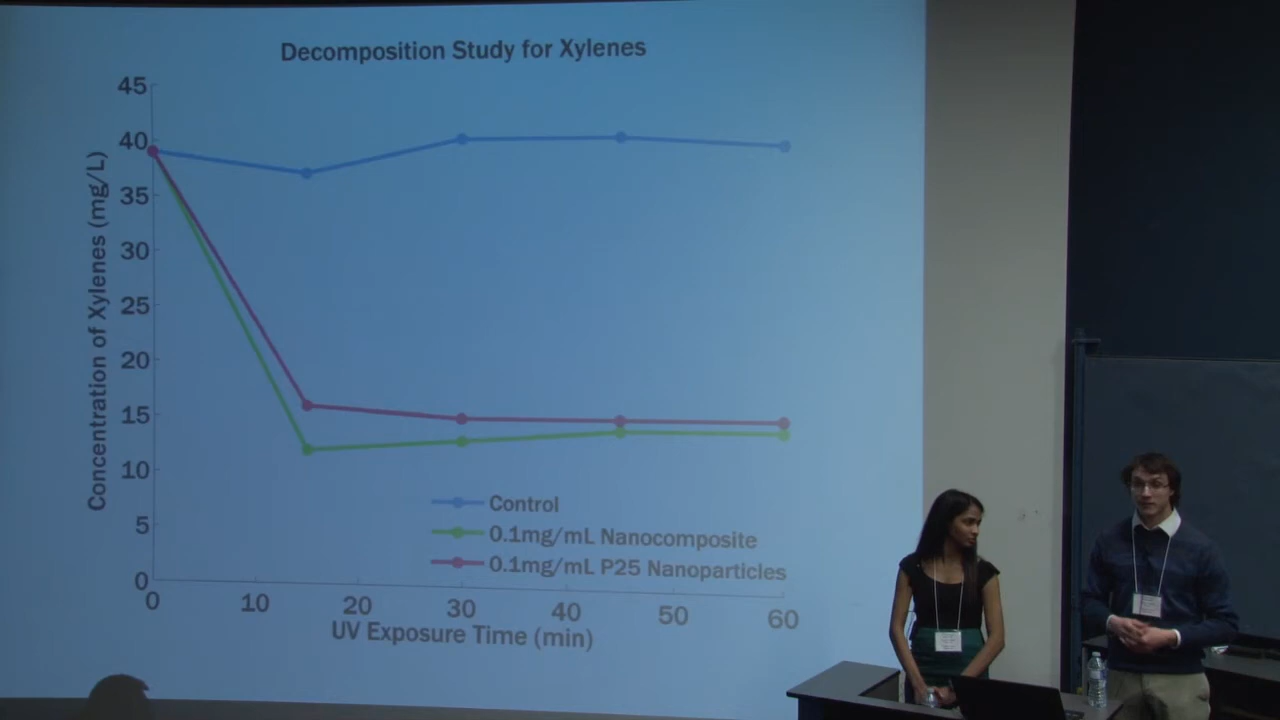 Decomposition Study for Xylenes
45
40
35
30
25
20
15
10
5
0
Concentration of Xylenes (mg/L)
Control
0.1mg/mL Nanocomposite
0.1mg/mL P25 Nanoparticles
0 10 20 30 40 50 60
UV Exposure Time (min)